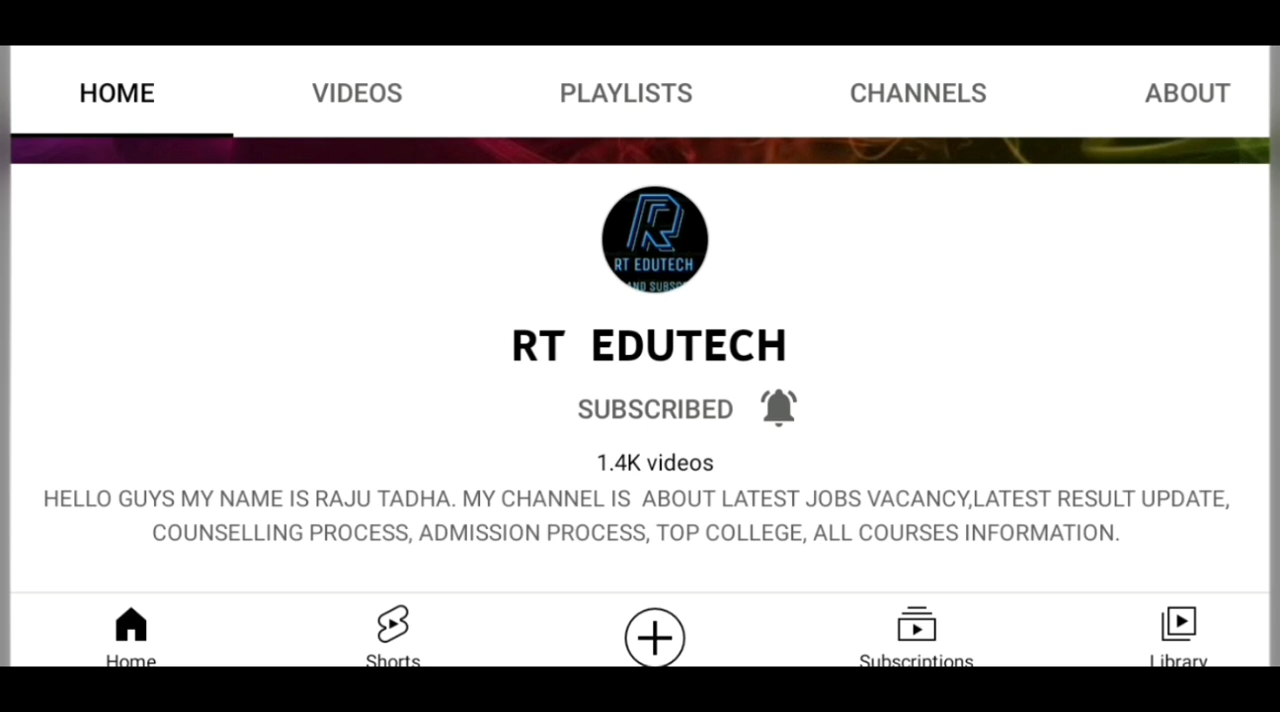 HOME VIDEOS PLAYLISTS CHANNELS ABOUT
RT EDUTECH
AND SUBSC
RT EDUTECH
SUBSCRIBED
1.4K videos
HELLO GUYS MY NAME IS RAJU TADHA. MY CHANNEL IS ABOUT LATEST JOBS VACANCY,LATEST RESULT UPDATE,
COUNSELLING PROCESS, ADMISSION PROCESS, TOP COLLEGE, ALL COURSES INFORMATION.
Home Shorts Subscriptions Library